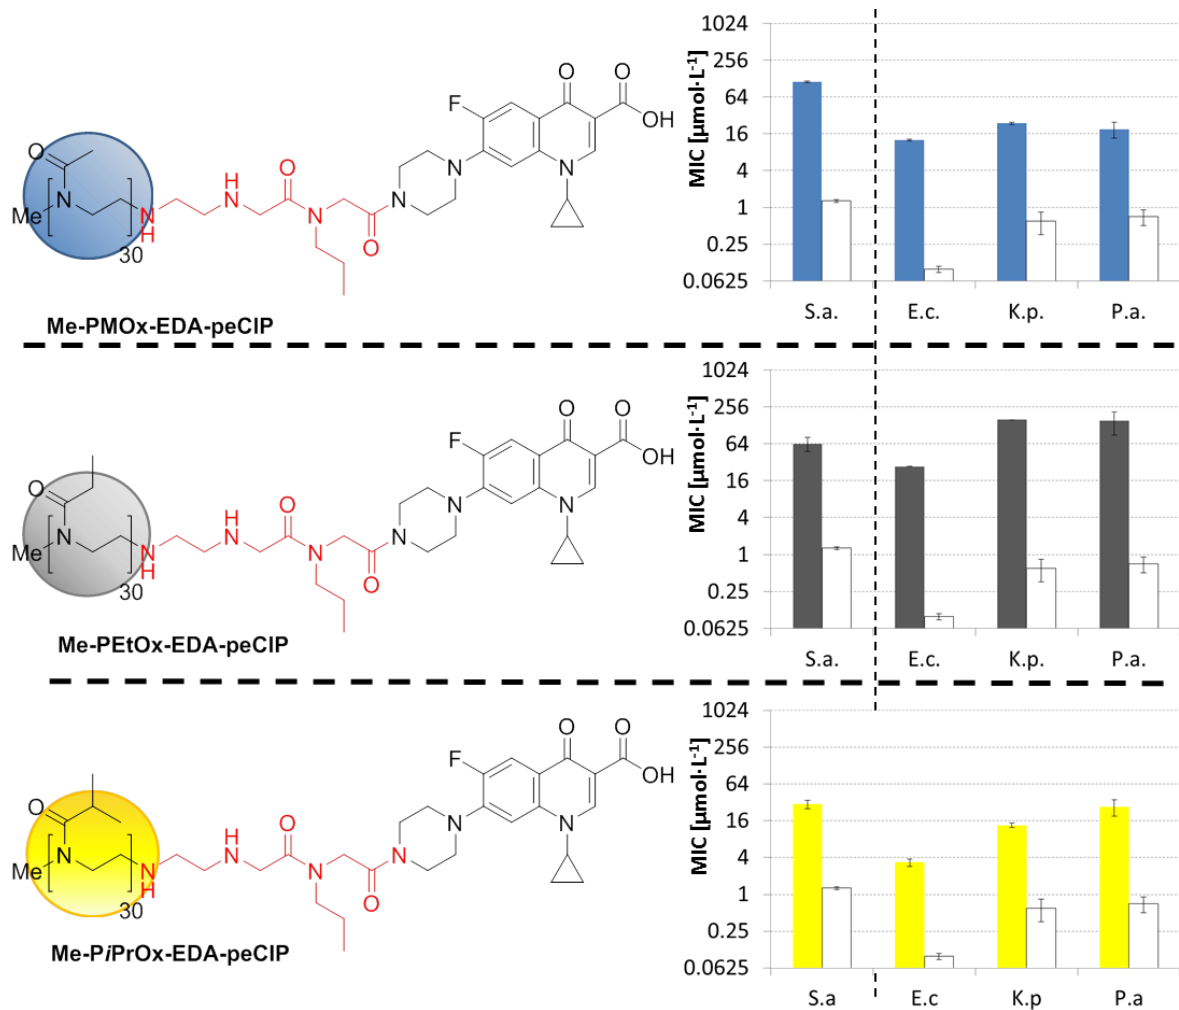 O
N
Me
30
N
H
H
N
O
N
O
N
N
F
O
O
OH
N
Me-PMOx-EDA-peCIP
MIC [µmol·L⁻¹]
1024
256
64
16
4
1
0.25
0.0625
S.a. E.c. K.p. P.a.
O
N
Me
30
N
H
H
N
O
N
O
N
N
F
O
O
OH
N
Me-PEtOx-EDA-peCIP
MIC [µmol·L⁻¹]
1024
256
64
16
4
1
0.25
0.0625
S.a. E.c. K.p. P.a.
O
N
Me
30
N
H
H
N
O
N
O
N
N
F
O
O
OH
N
Me-PiPrOx-EDA-peCIP
MIC [µmol·L⁻¹]
1024
256
64
16
4
1
0.25
0.0625
S.a E.c K.p P.a